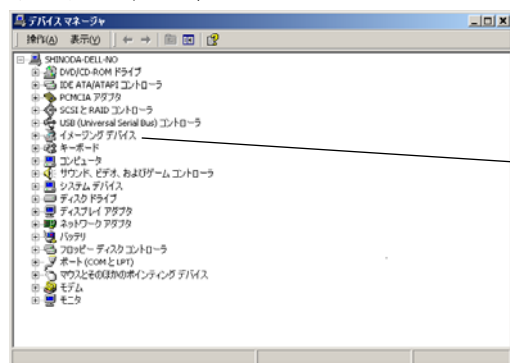 デバイス マネージャ
操作(A) 表示(V)
SHINODA-DELL-NO
DVD/CD-ROM ドライブ
IDE ATA/ATAPI コントローラ
PCMCIA アダプタ
SCSI と RAID コントローラ
USB (Universal Serial Bus) コントローラ
イメージング デバイス
キーボード
コンピュータ
サウンド、ビデオ、およびゲーム コントローラ
システム デバイス
ディスク ドライブ
ディスプレイ アダプタ
ネットワーク アダプタ
バッテリ
フロッピー ディスク コントローラ
ポート (COM と LPT)
マウスとそのほかのポインティング デバイス
モデム
モニタ